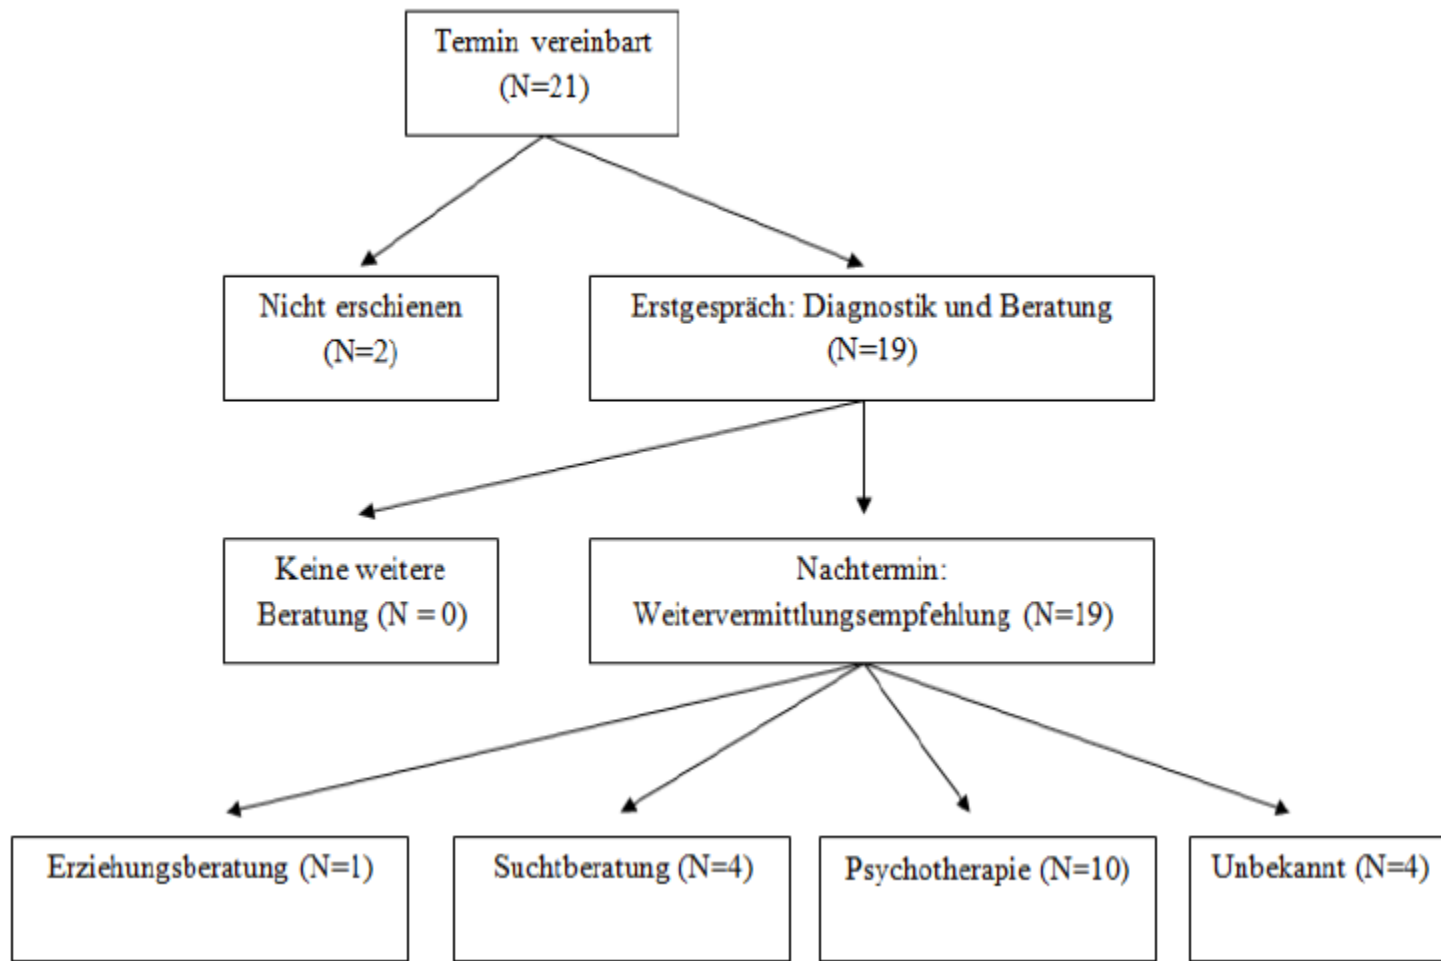 Termin vereinbart
(N=21)
Nicht erschienen
(N=2)
Erstgespräch: Diagnostik und Beratung
(N=19)
Keine weitere
Beratung (N = 0)
Nachtermin:
Weitervermittlungsempfehlung (N=19)
Erziehungsberatung (N=1)
Suchtberatung (N=4)
Psychotherapie (N=10)
Unbekannt (N=4)